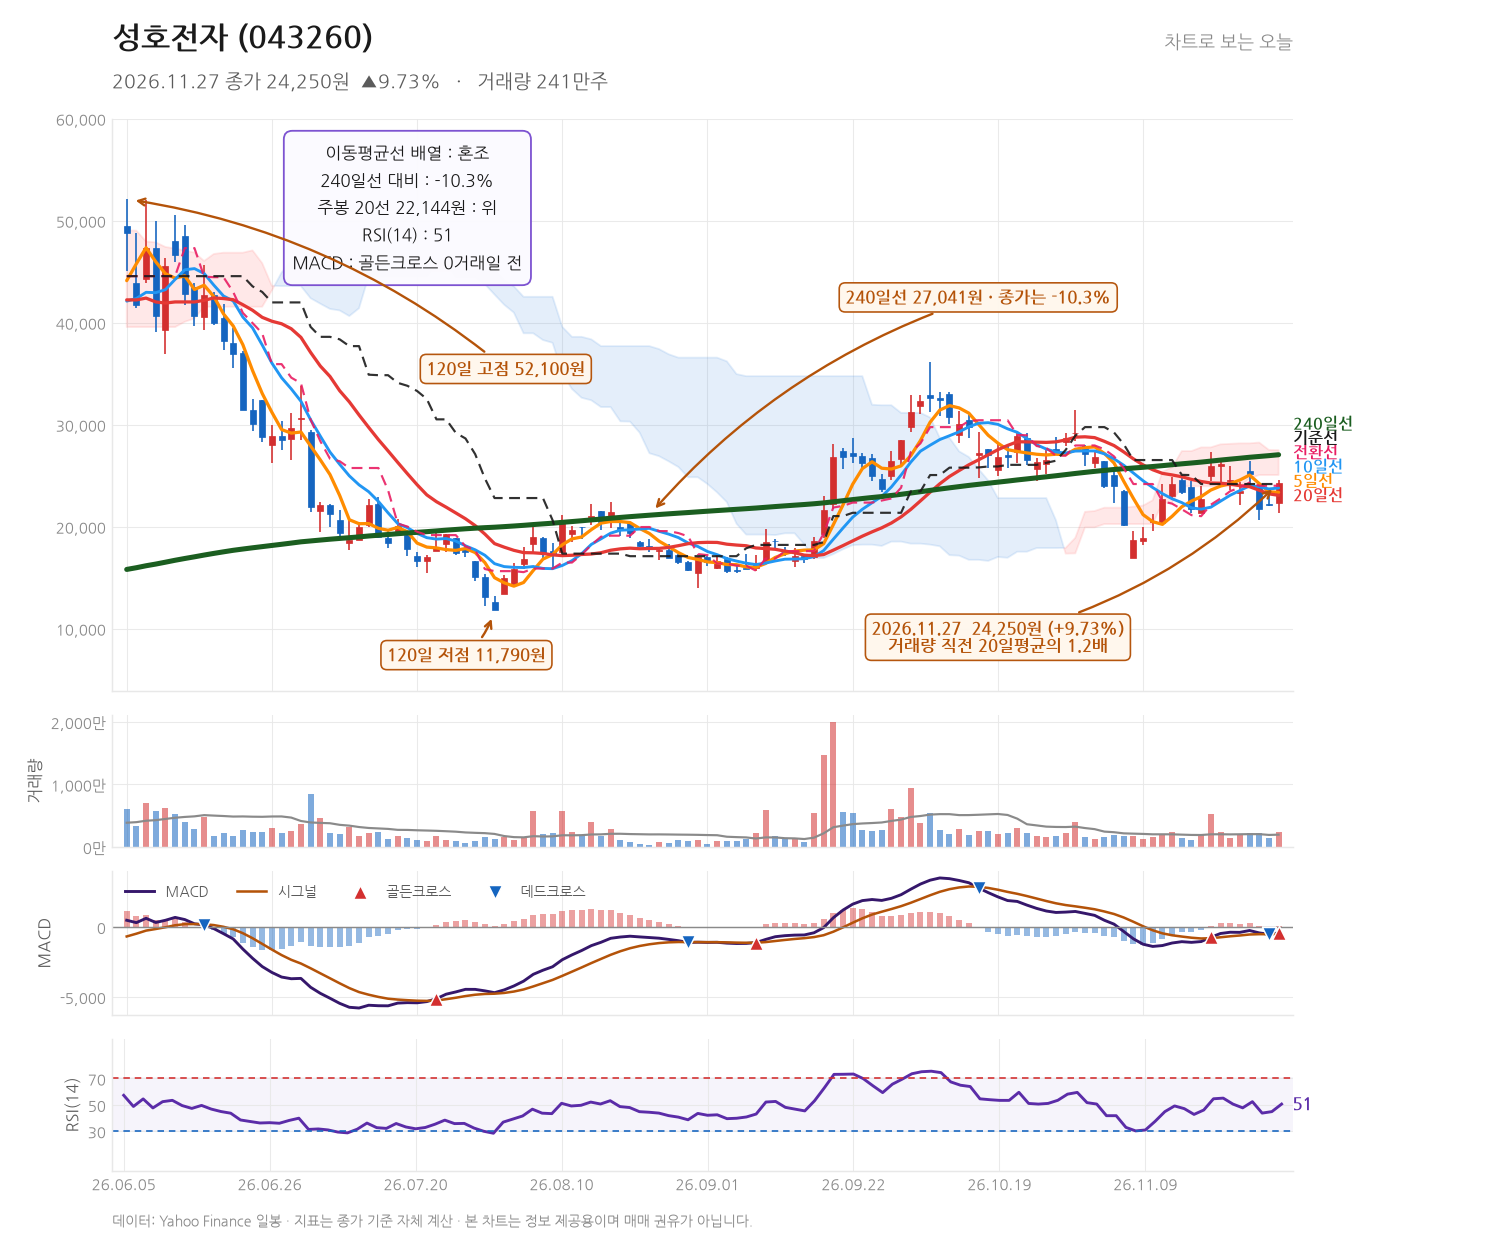 성호전자 (043260)
차트로 보는 오늘
2026.11.27 종가 24,250원 ▲9.73% · 거래량 241만주
60,000
50,000
40,000
30,000
20,000
10,000
이동평균선 배열 : 혼조
240일선 대비 : -10.3%
주봉 20선 22,144원 : 위
RSI(14) : 51
MACD : 골든크로스 0거래일 전
240일선 27,041원 · 종가는 -10.3%
120일 고점 52,100원
120일 저점 11,790원
2026.11.27 24,250원 (+9.73%)
거래량 직전 20일평균의 1.2배
240일선
기준선
전환선
10일선
5일선
20일선
거래량
2,000만
1,000만
0만
MACD
MACD
시그널
골든크로스
데드크로스
0
-5,000
RSI(14)
70
50
30
51
26.06.05
26.06.26
26.07.20
26.08.10
26.09.01
26.09.22
26.10.19
26.11.09
데이터: Yahoo Finance 일봉 · 지표는 종가 기준 자체 계산 · 본 차트는 정보 제공용이며 매매 권유가 아닙니다.